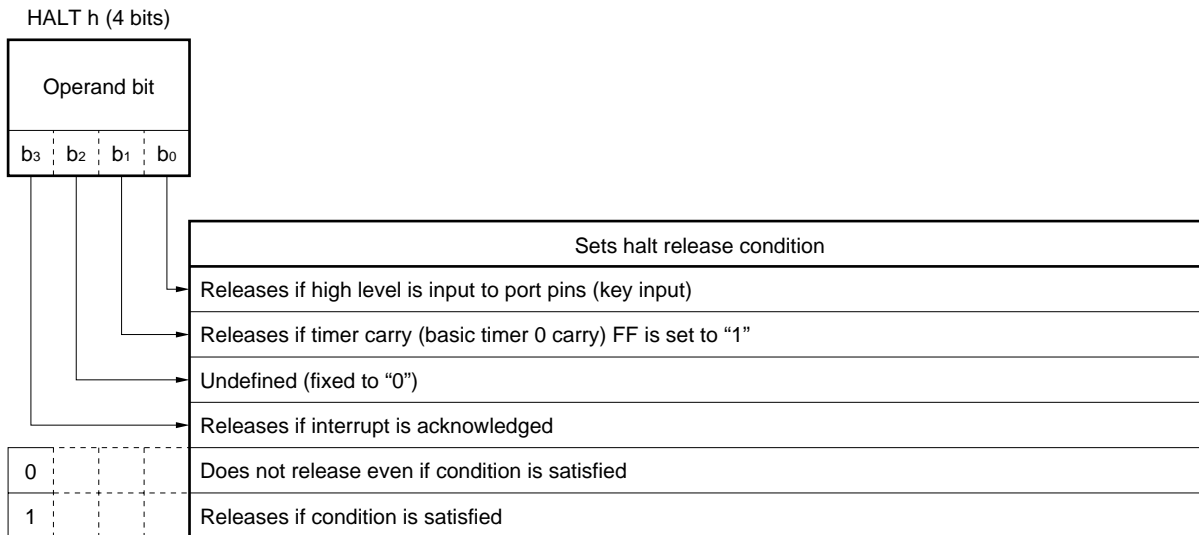 HALT h (4 bits)
Operand bit
b3 b2 b1 b0
Sets halt release condition
Releases if high level is input to port pins (key input)
Releases if timer carry (basic timer 0 carry) FF is set to “1”
Undefined (fixed to “0”)
Releases if interrupt is acknowledged
0 Does not release even if condition is satisfied
1 Releases if condition is satisfied